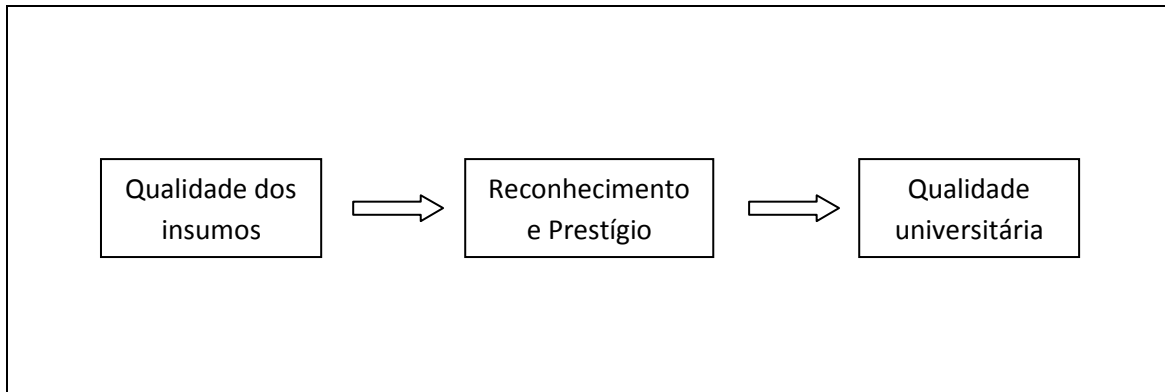 Qualidade dos
insumos
Reconhecimento
e Prestígio
Qualidade
universitária